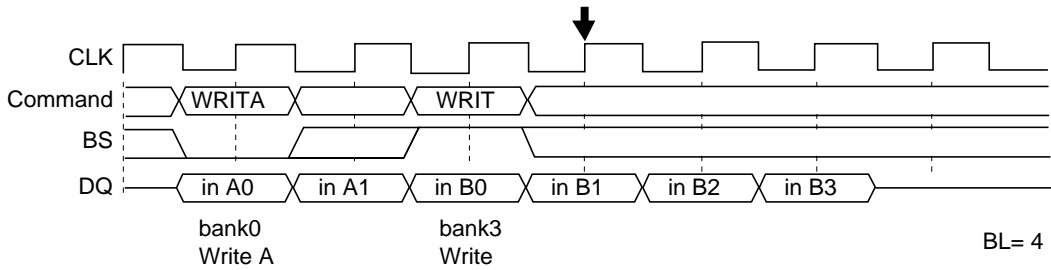 CLK
Command WRITA WRIT
BS
DQ in A0 in A1 in B0 in B1 in B2 in B3
bank0 bank3
Write A Write BL= 4